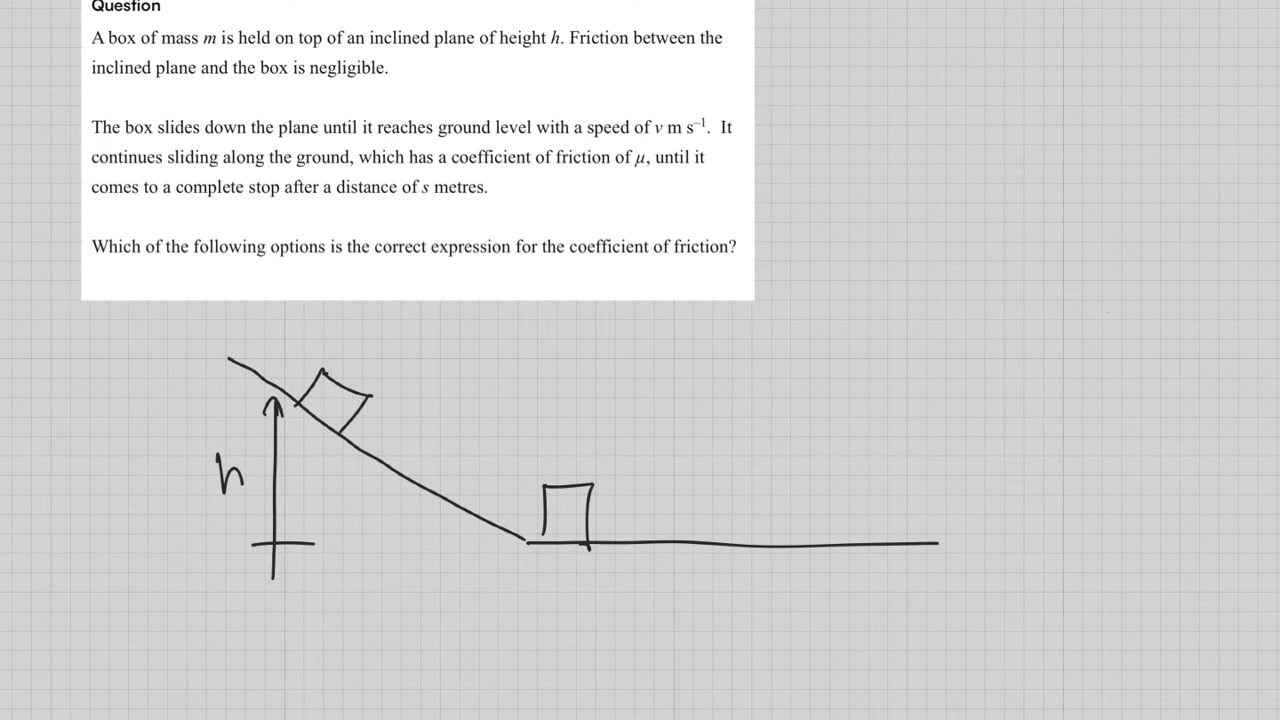 Question
A box of mass m is held on top of an inclined plane of height h. Friction between the
inclined plane and the box is negligible.
The box slides down the plane until it reaches ground level with a speed of v m s⁻¹. It
continues sliding along the ground, which has a coefficient of friction of μ, until it
comes to a complete stop after a distance of s metres.
Which of the following options is the correct expression for the coefficient of friction?
h